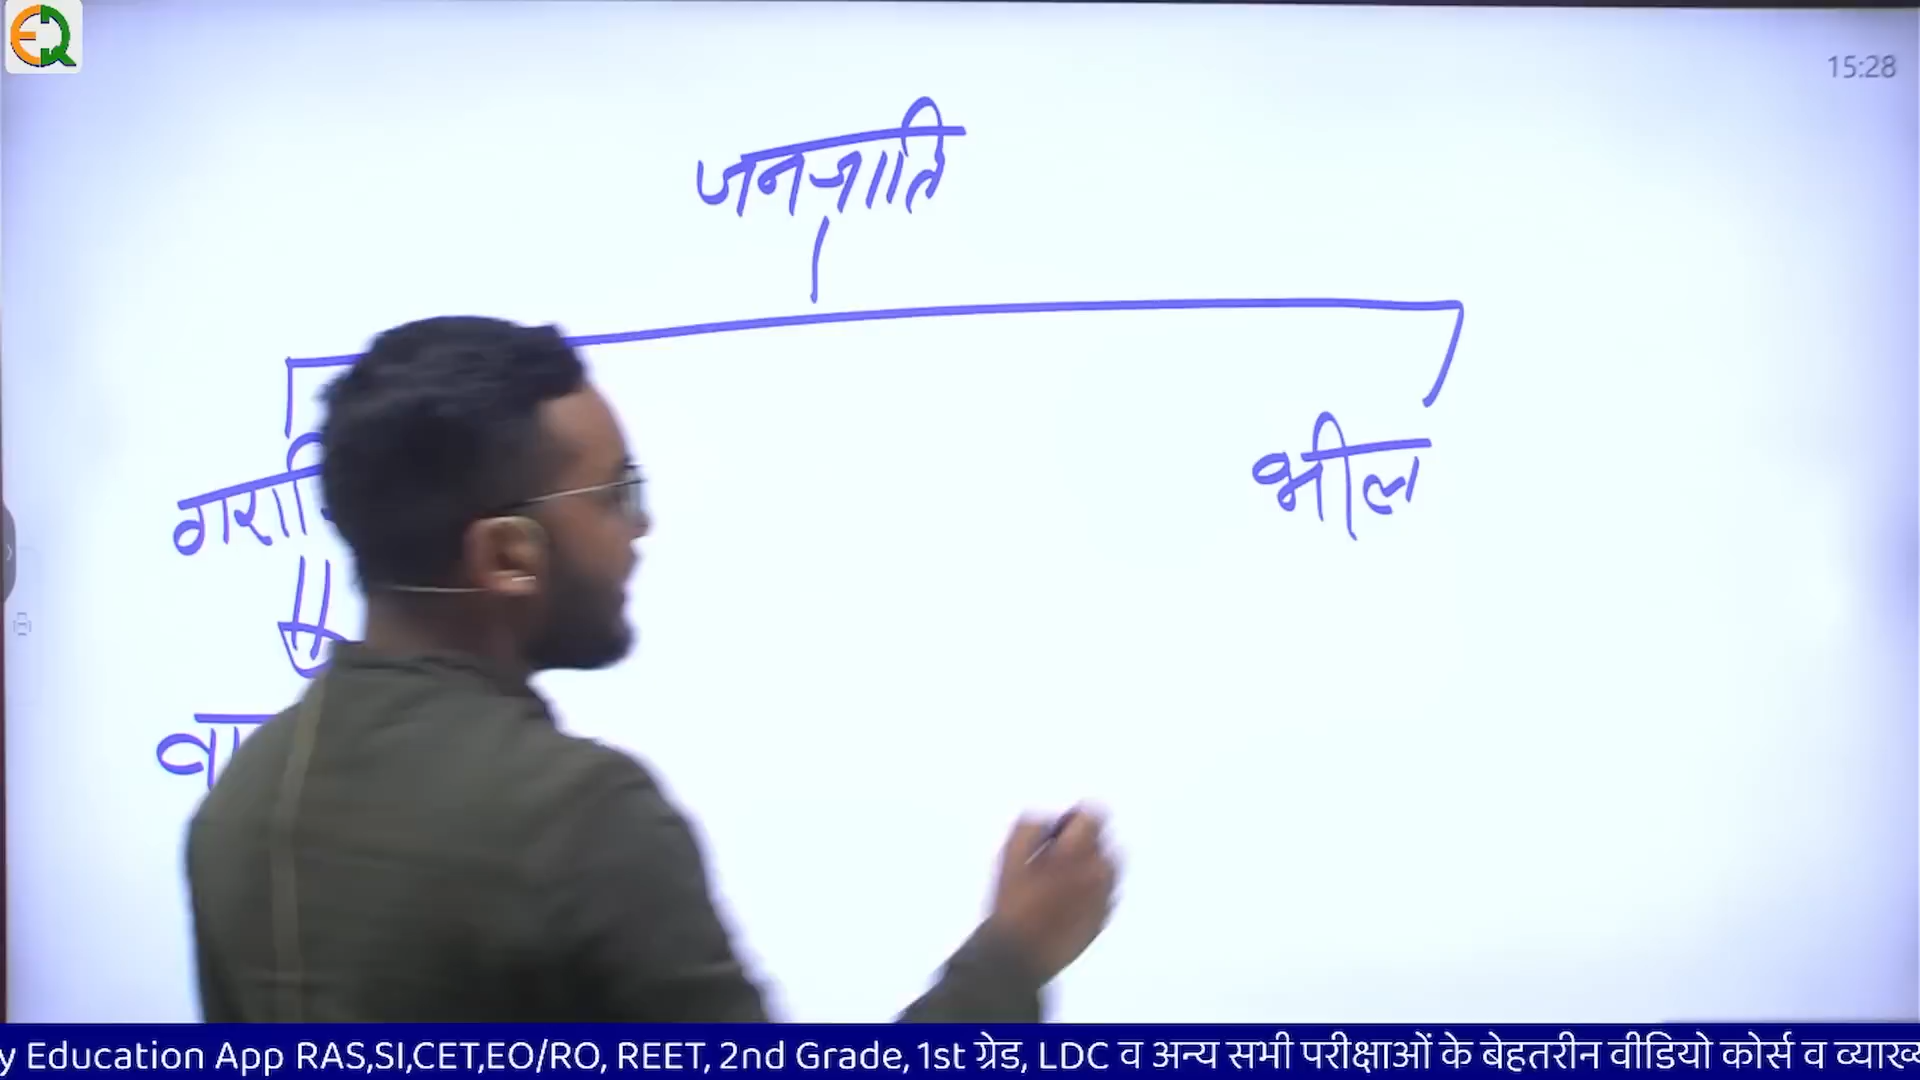 15:28
जनजाति
भील
y Education App RAS,SI,CET,EO/RO, REET, 2nd Grade, 1st ग्रेड, LDC व अन्य सभी परीक्षाओं के बेहतरीन वीडियो कोर्स व व्याख्